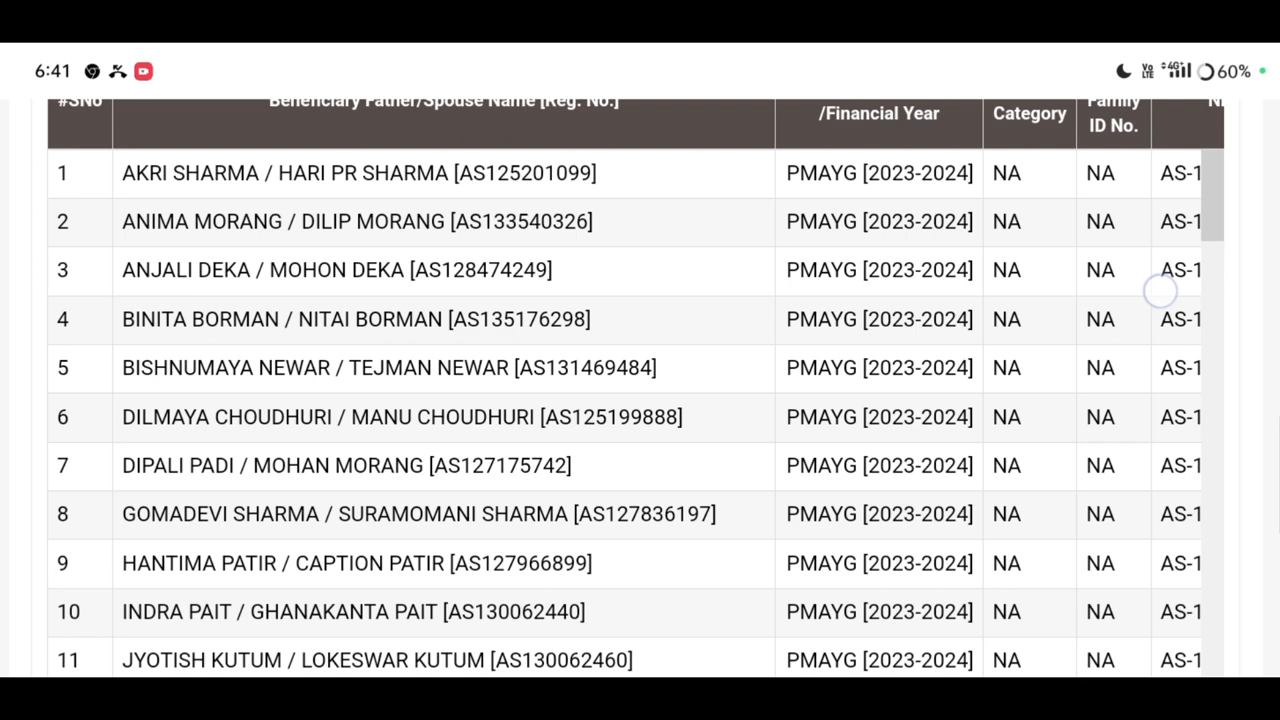 6:41 Vo LTE 4G+ 60%
#SNo Beneficiary Father/Spouse Name [Reg. No.] /Financial Year Category Family ID No.
1 AKRI SHARMA / HARI PR SHARMA [AS125201099] PMAYG [2023-2024] NA NA AS-1
2 ANIMA MORANG / DILIP MORANG [AS133540326] PMAYG [2023-2024] NA NA AS-1
3 ANJALI DEKA / MOHON DEKA [AS128474249] PMAYG [2023-2024] NA NA AS-1
4 BINITA BORMAN / NITAI BORMAN [AS135176298] PMAYG [2023-2024] NA NA AS-1
5 BISHNUMAYA NEWAR / TEJMAN NEWAR [AS131469484] PMAYG [2023-2024] NA NA AS-1
6 DILMAYA CHOUDHURI / MANU CHOUDHURI [AS125199888] PMAYG [2023-2024] NA NA AS-1
7 DIPALI PADI / MOHAN MORANG [AS127175742] PMAYG [2023-2024] NA NA AS-1
8 GOMADEVI SHARMA / SURAMOMANI SHARMA [AS127836197] PMAYG [2023-2024] NA NA AS-1
9 HANTIMA PATIR / CAPTION PATIR [AS127966899] PMAYG [2023-2024] NA NA AS-1
10 INDRA PAIT / GHANAKANTA PAIT [AS130062440] PMAYG [2023-2024] NA NA AS-1
11 JYOTISH KUTUM / LOKESWAR KUTUM [AS130062460] PMAYG [2023-2024] NA NA AS-1